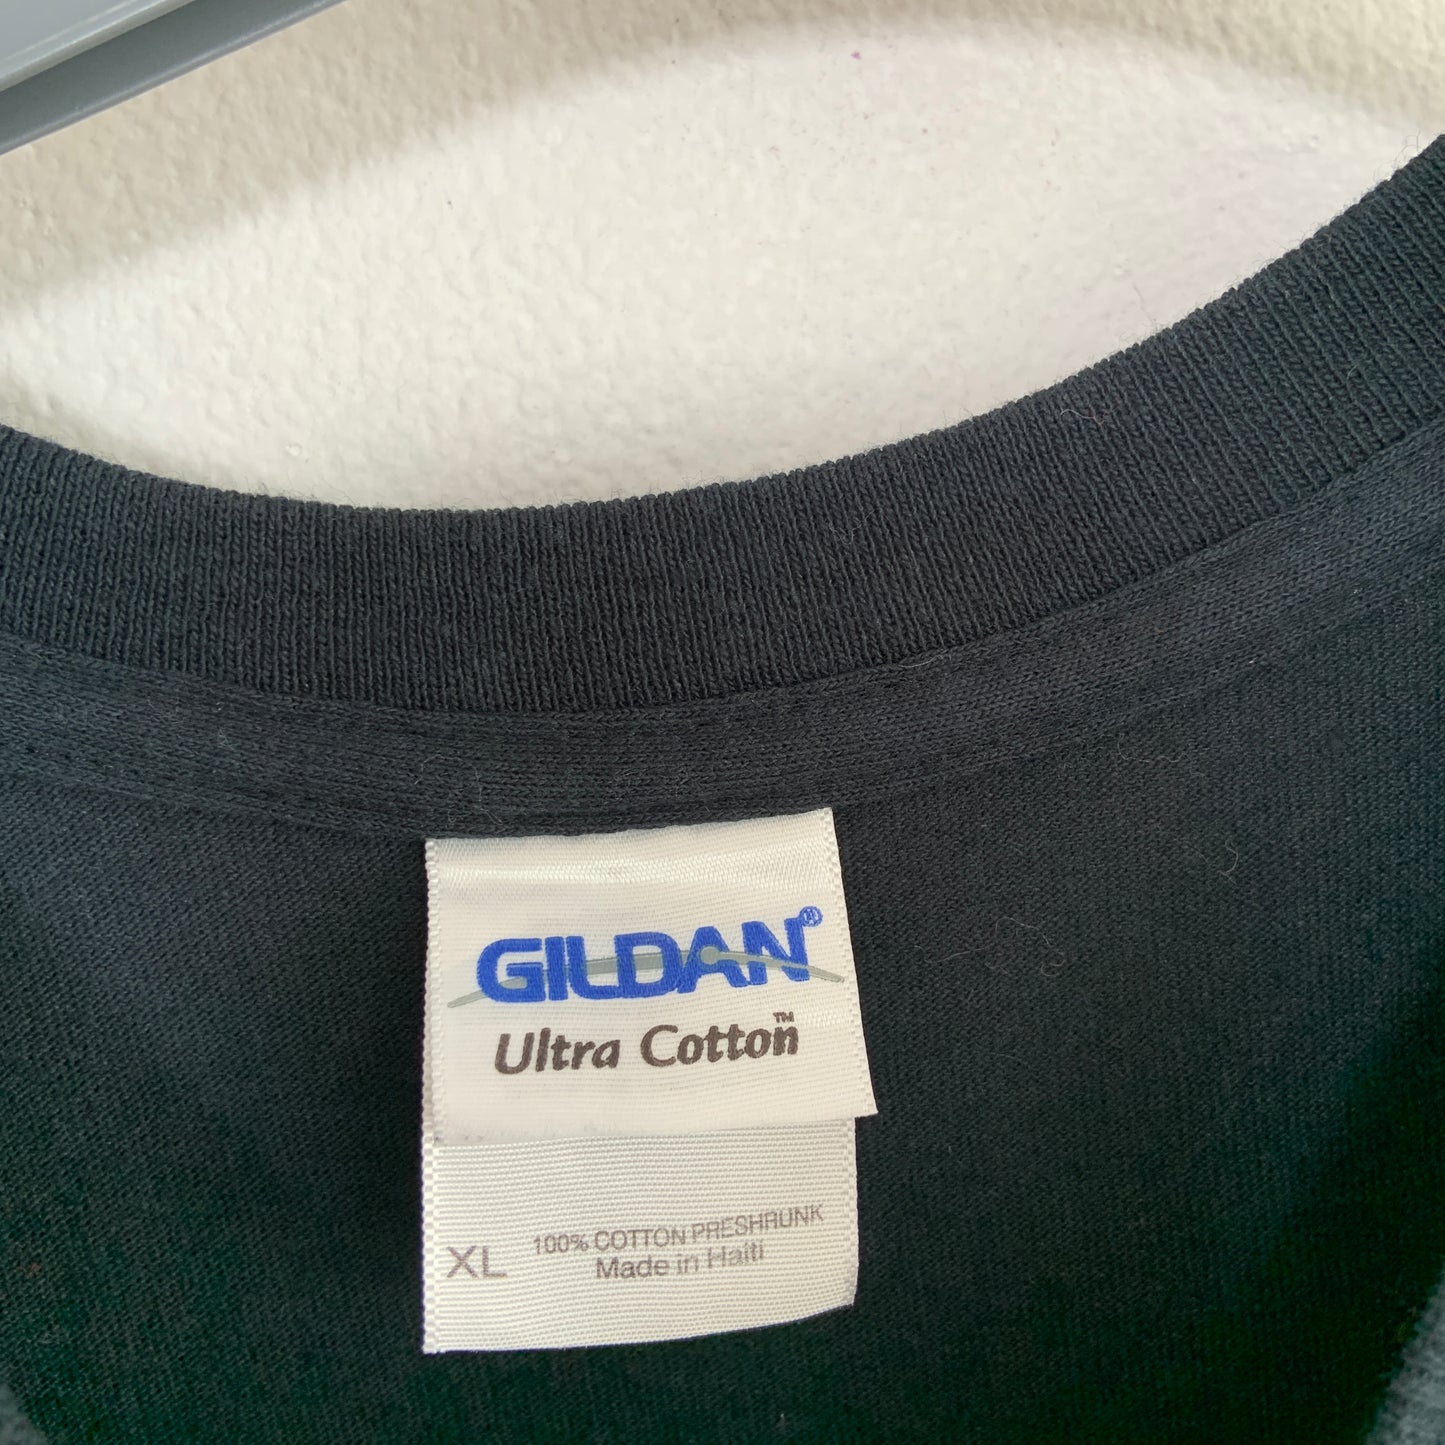 GILDAN®
Ultra Cotton™
XL
100% COTTON PRESHRUNK
Made in Haiti